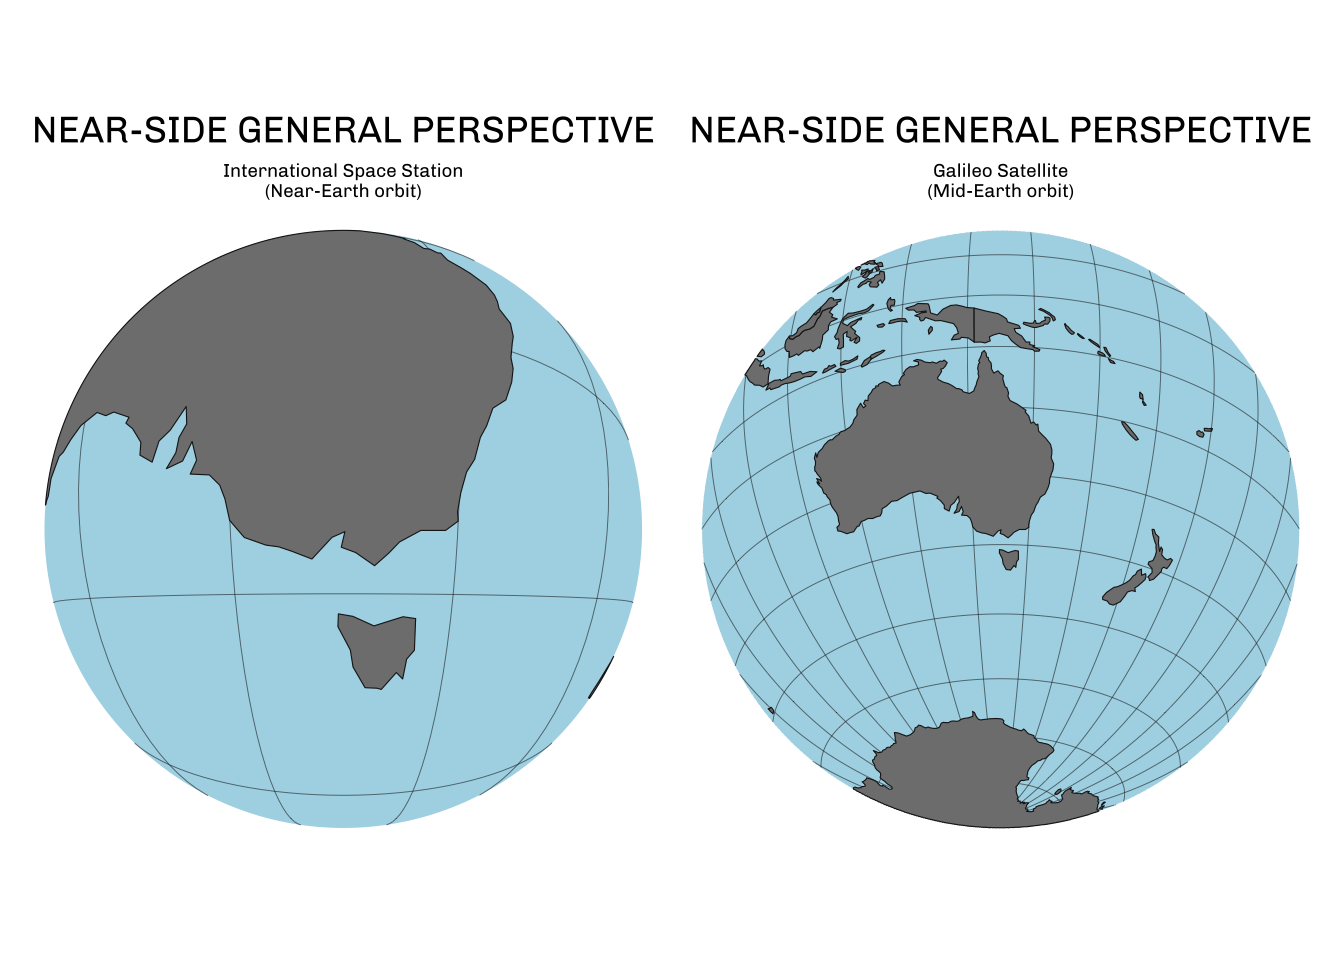 NEAR-SIDE GENERAL PERSPECTIVE
International Space Station
(Near-Earth orbit)
NEAR-SIDE GENERAL PERSPECTIVE
Galileo Satellite
(Mid-Earth orbit)